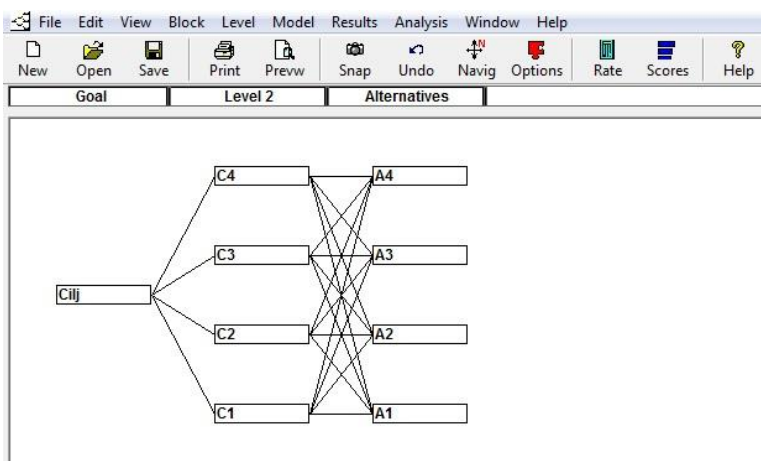 File Edit View Block Level Model Results Analysis Window Help
New Open Save Print Prevw Snap Undo Navig Options Rate Scores Help
Goal Level 2 Alternatives
C4 A4
C3 A3
Cilj
C2 A2
C1 A1